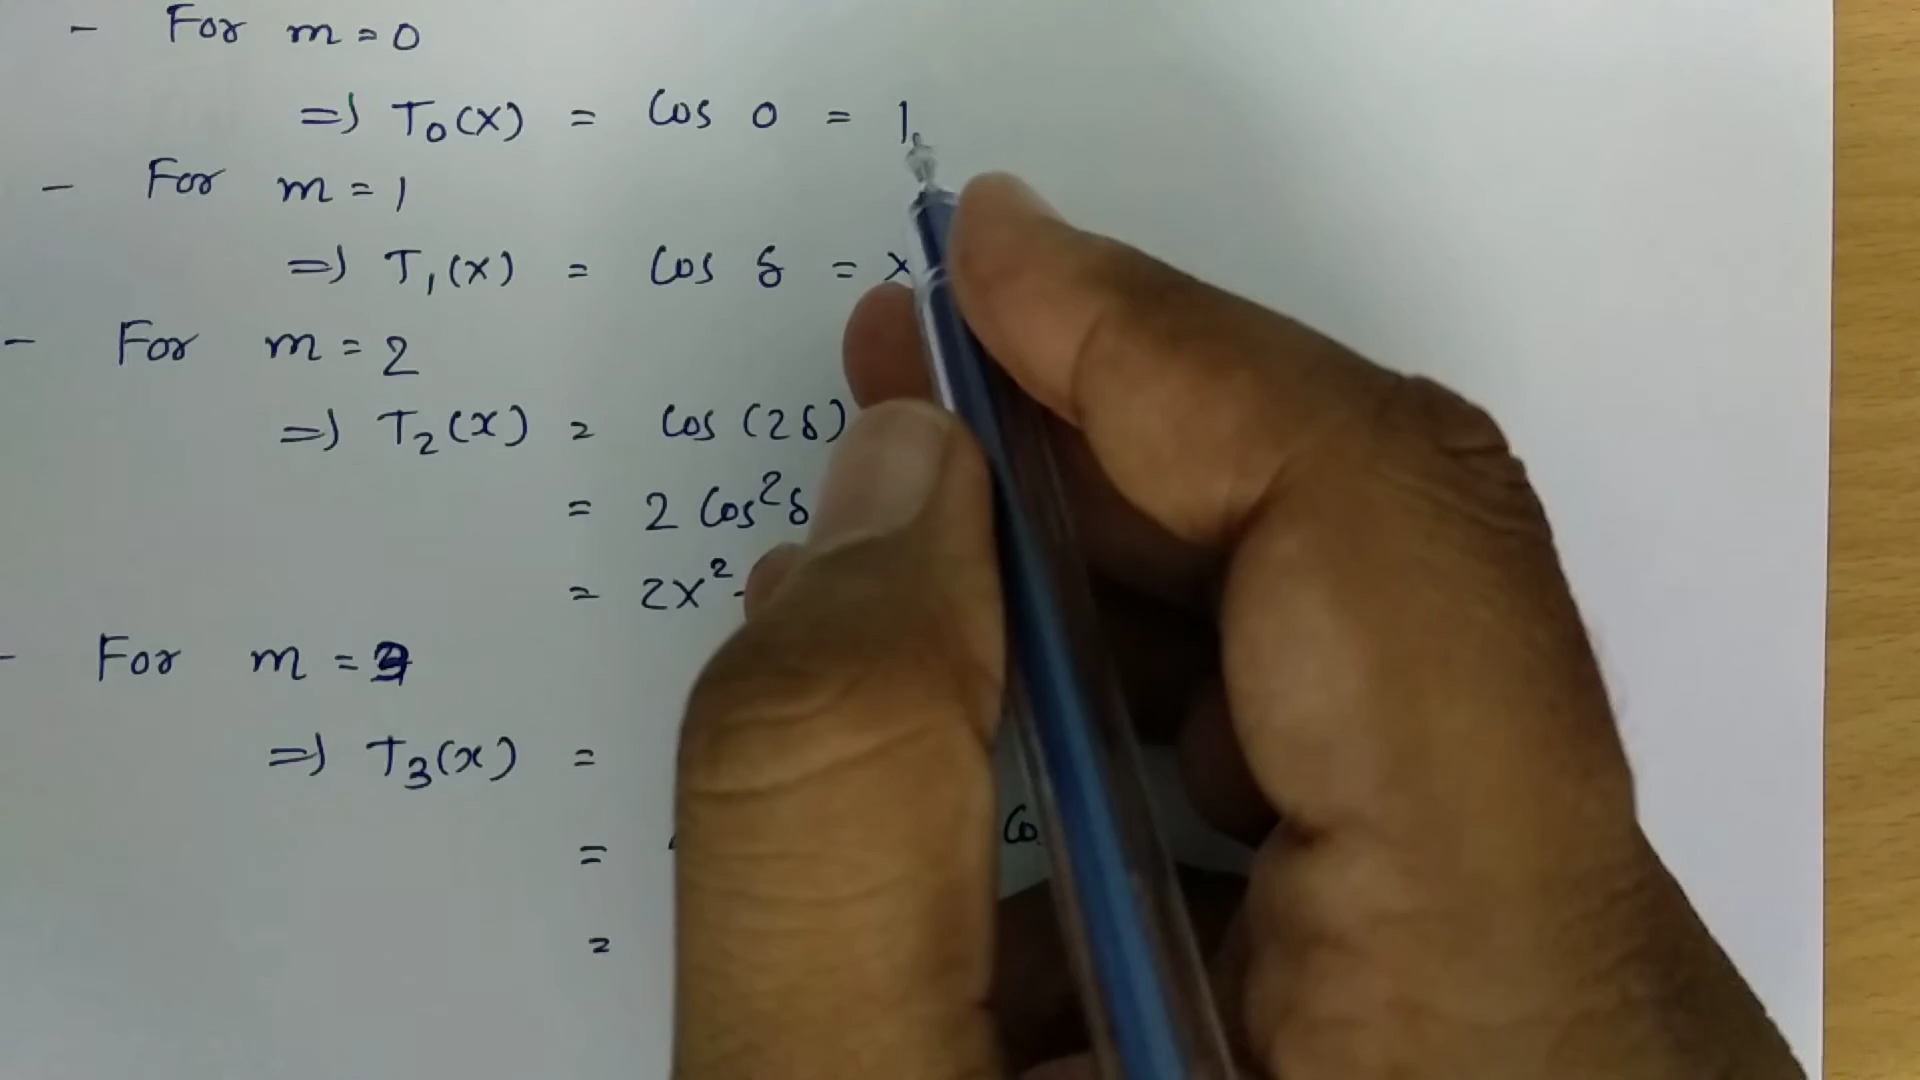 - For m = 0
=> T₀(x) = Cos 0 = 1
- For m = 1
=> T₁(x) = Cos δ = x
- For m = 2
=> T₂(x) = Cos (2δ)
= 2 Cos²δ
= 2x² -
- For m =
=> T₃(x) =
= Co
=